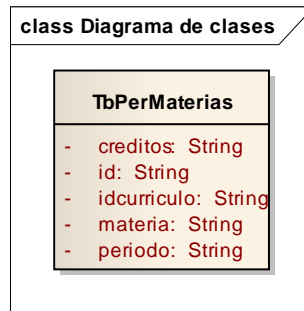 class Diagrama de clases
TbPerMaterias
- creditos: String
- id: String
- idcurriculo: String
- materia: String
- periodo: String